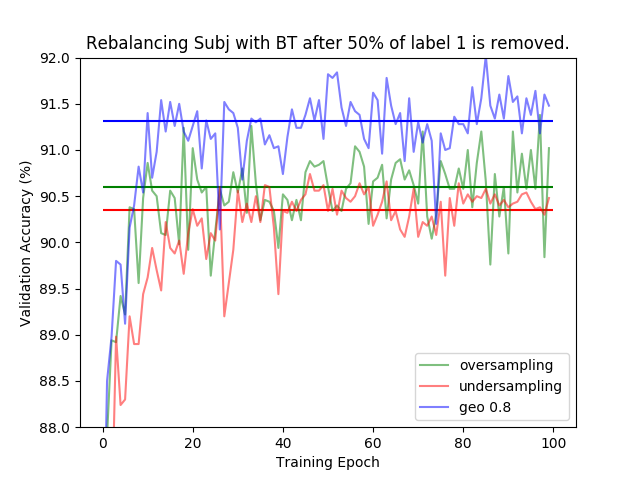 Rebalancing Subj with BT after 50% of label 1 is removed.
92.0
91.5
91.0
90.5
90.0
89.5
89.0
88.5
88.0
Validation Accuracy (%)
oversampling
undersampling
geo 0.8
0 20 40 60 80 100
Training Epoch